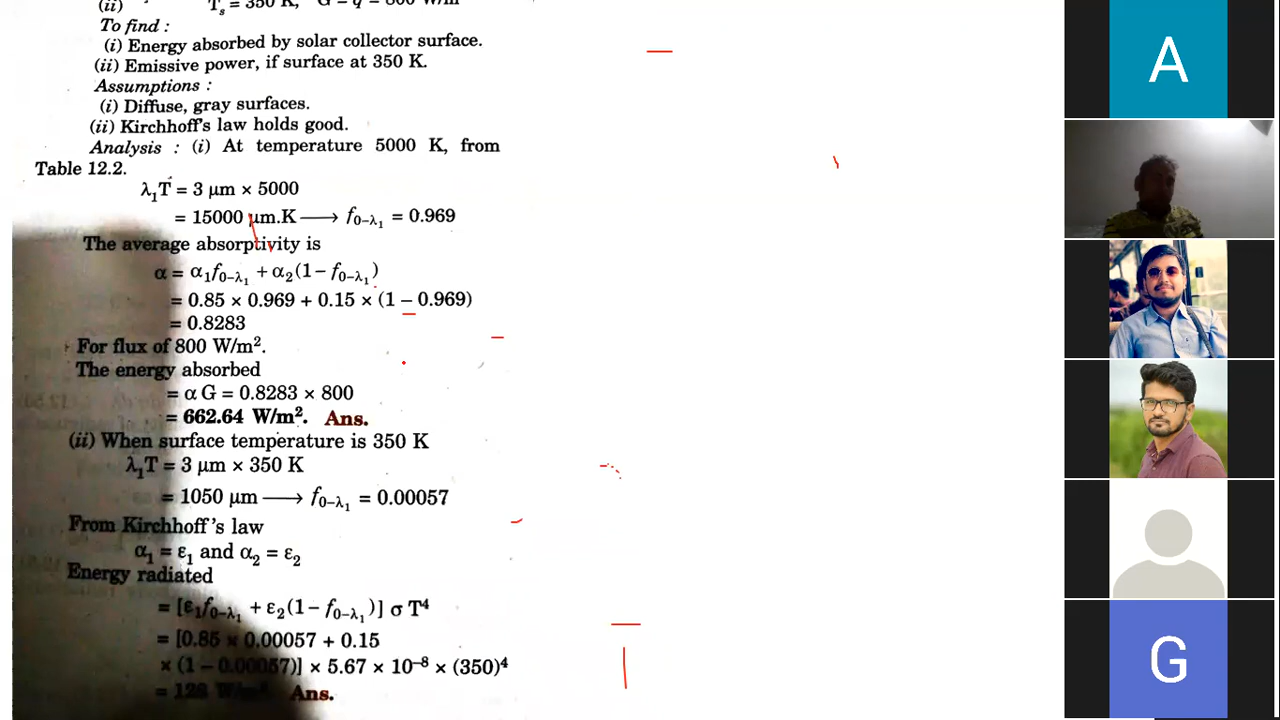 (ii) T_s = 350 K, G = q = 800 W/m
To find :
(i) Energy absorbed by solar collector surface.
(ii) Emissive power, if surface at 350 K.
Assumptions :
(i) Diffuse, gray surfaces.
(ii) Kirchhoff's law holds good.
Analysis : (i) At temperature 5000 K, from
Table 12.2.
λ₁T = 3 μm × 5000
= 15000 μm.K ⟶ f₀₋λ₁ = 0.969
The average absorptivity is
α = α₁f₀₋λ₁ + α₂(1 − f₀₋λ₁)
= 0.85 × 0.969 + 0.15 × (1 − 0.969)
= 0.8283
For flux of 800 W/m².
The energy absorbed
= α G = 0.8283 × 800
= 662.64 W/m². Ans.
(ii) When surface temperature is 350 K
λ₁T = 3 μm × 350 K
= 1050 μm ⟶ f₀₋λ₁ = 0.00057
From Kirchhoff's law
α₁ = ε₁ and α₂ = ε₂
Energy radiated
= [ε₁f₀₋λ₁ + ε₂(1 − f₀₋λ₁)] σ T⁴
= [0.85 × 0.00057 + 0.15
× (1 − 0.00057)] × 5.67 × 10⁻⁸ × (350)⁴
= 128 W/m². Ans.
A
G